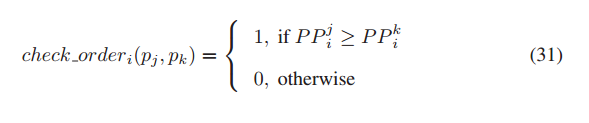 check_order_i(p_j, p_k) = { 1, if PP_i^j ≥ PP_i^k
0, otherwise
(31)